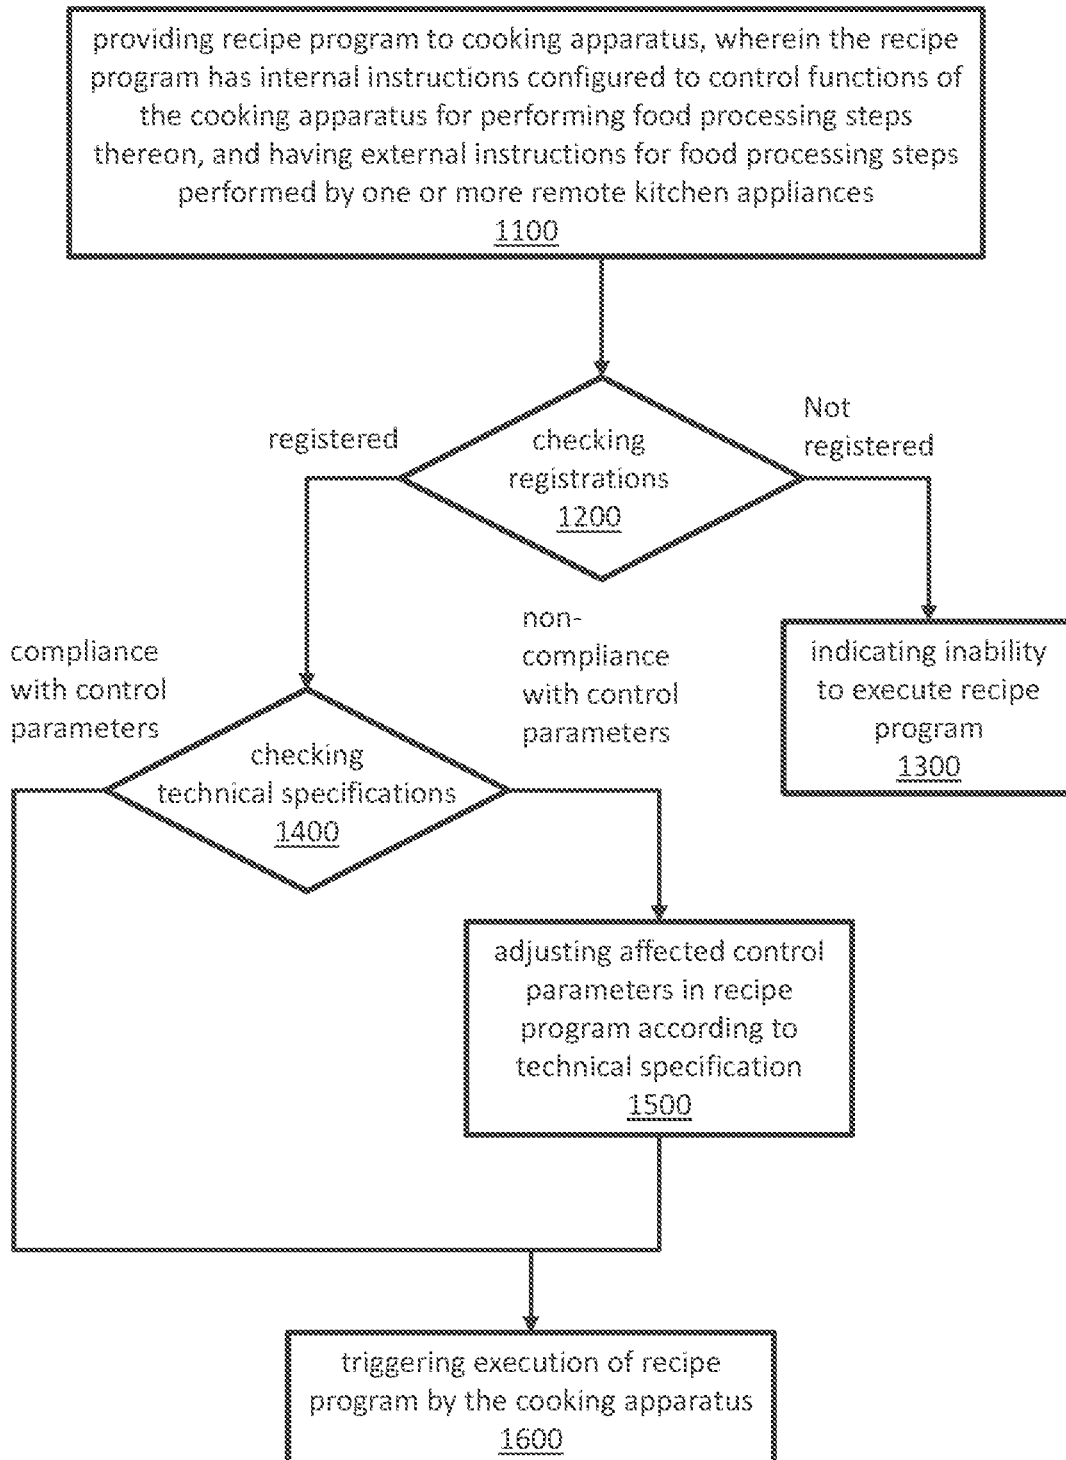 providing recipe program to cooking apparatus, wherein the recipe
program has internal instructions configured to control functions of
the cooking apparatus for performing food processing steps
thereon, and having external instructions for food processing steps
performed by one or more remote kitchen appliances
1100
registered
checking
registrations
1200
Not
registered
indicating inability
to execute recipe
program
1300
compliance
with control
parameters
checking
technical specifications
1400
non-
compliance
with control
parameters
adjusting affected control
parameters in recipe
program according to
technical specification
1500
triggering execution of recipe
program by the cooking apparatus
1600